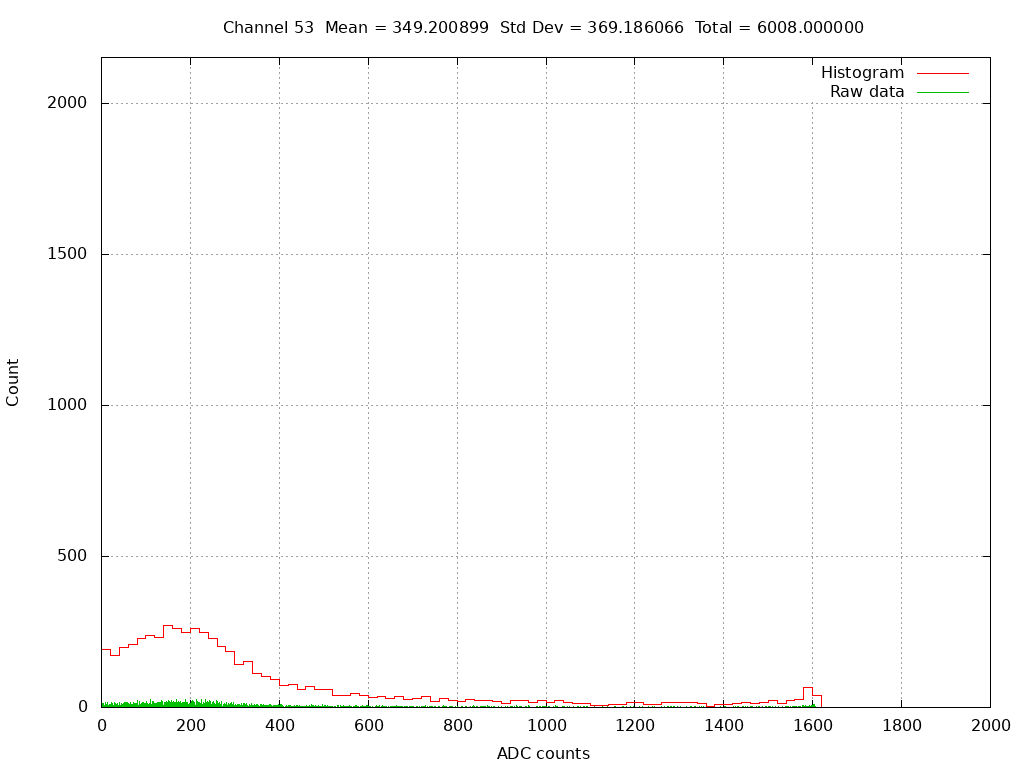 Channel 53  Mean = 349.200899  Std Dev = 369.186066  Total = 6008.000000
Histogram
Raw data
2000
1500
1000
500
0
Count
0 200 400 600 800 1000 1200 1400 1600 1800 2000
ADC counts